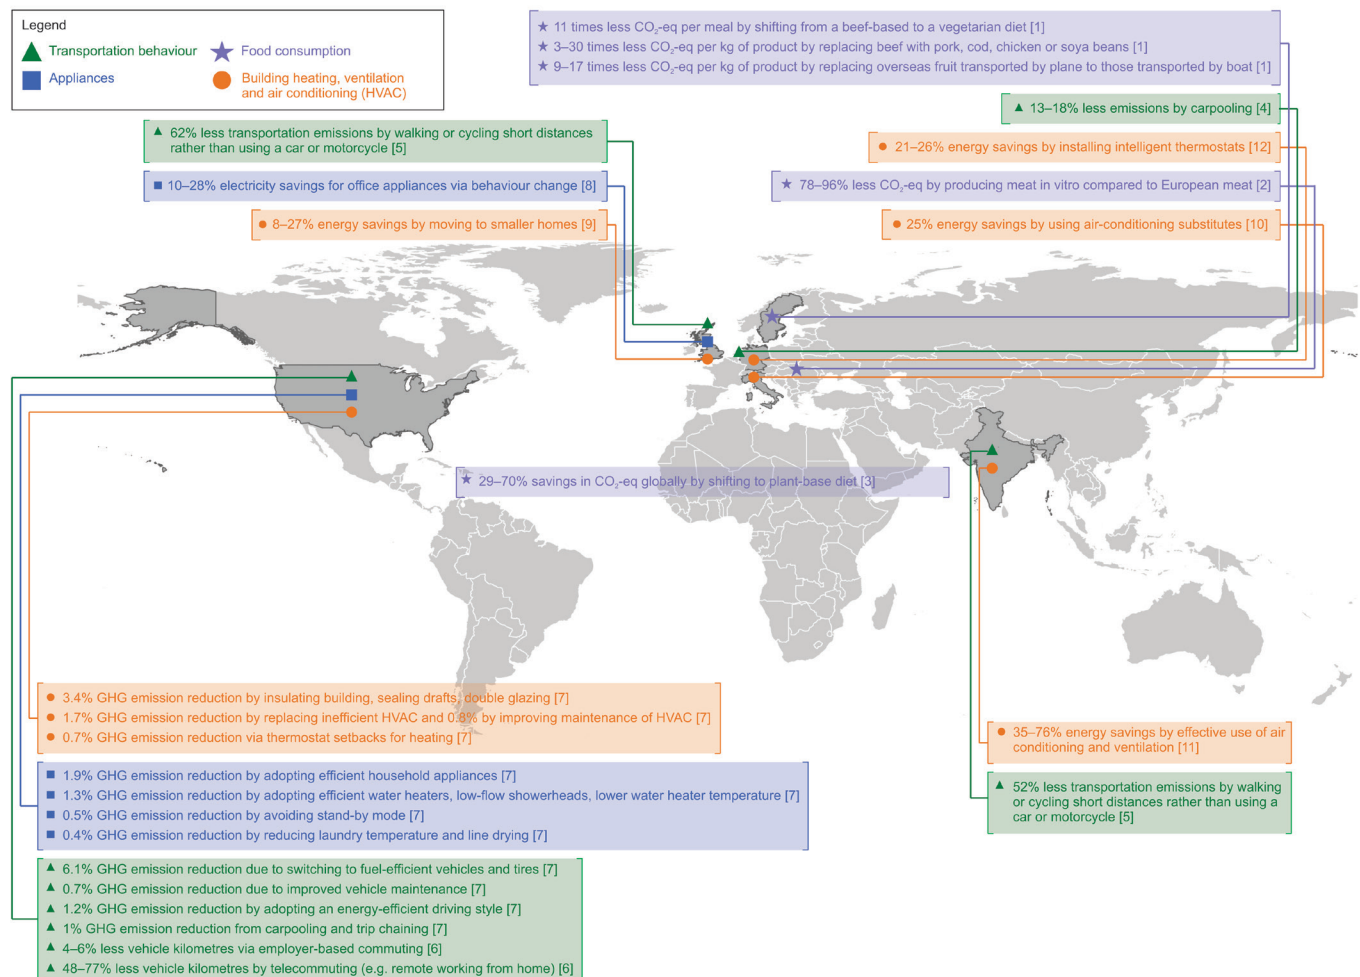 Legend
Transportation behaviour
Food consumption
Appliances
Building heating, ventilation
and air conditioning (HVAC)
11 times less CO₂-eq per meal by shifting from a beef-based to a vegetarian diet [1]
3–30 times less CO₂-eq per kg of product by replacing beef with pork, cod, chicken or soya beans [1]
9–17 times less CO₂-eq per kg of product by replacing overseas fruit transported by plane to those transported by boat [1]
13–18% less emissions by carpooling [4]
62% less transportation emissions by walking or cycling short distances
rather than using a car or motorcycle [5]
21–26% energy savings by installing intelligent thermostats [12]
10–28% electricity savings for office appliances via behaviour change [8]
78–96% less CO₂-eq by producing meat in vitro compared to European meat [2]
8–27% energy savings by moving to smaller homes [9]
25% energy savings by using air-conditioning substitutes [10]
29–70% savings in CO₂-eq globally by shifting to plant-base diet [3]
3.4% GHG emission reduction by insulating building, sealing drafts, double glazing [7]
1.7% GHG emission reduction by replacing inefficient HVAC and 0.8% by improving maintenance of HVAC [7]
0.7% GHG emission reduction via thermostat setbacks for heating [7]
35–76% energy savings by effective use of air
conditioning and ventilation [11]
1.9% GHG emission reduction by adopting efficient household appliances [7]
1.3% GHG emission reduction by adopting efficient water heaters, low-flow showerheads, lower water heater temperature [7]
0.5% GHG emission reduction by avoiding stand-by mode [7]
0.4% GHG emission reduction by reducing laundry temperature and line drying [7]
52% less transportation emissions by walking
or cycling short distances rather than using a
car or motorcycle [5]
6.1% GHG emission reduction due to switching to fuel-efficient vehicles and tires [7]
0.7% GHG emission reduction due to improved vehicle maintenance [7]
1.2% GHG emission reduction by adopting an energy-efficient driving style [7]
1% GHG emission reduction from carpooling and trip chaining [7]
4–6% less vehicle kilometres via employer-based commuting [6]
48–77% less vehicle kilometres by telecommuting (e.g. remote working from home) [6]